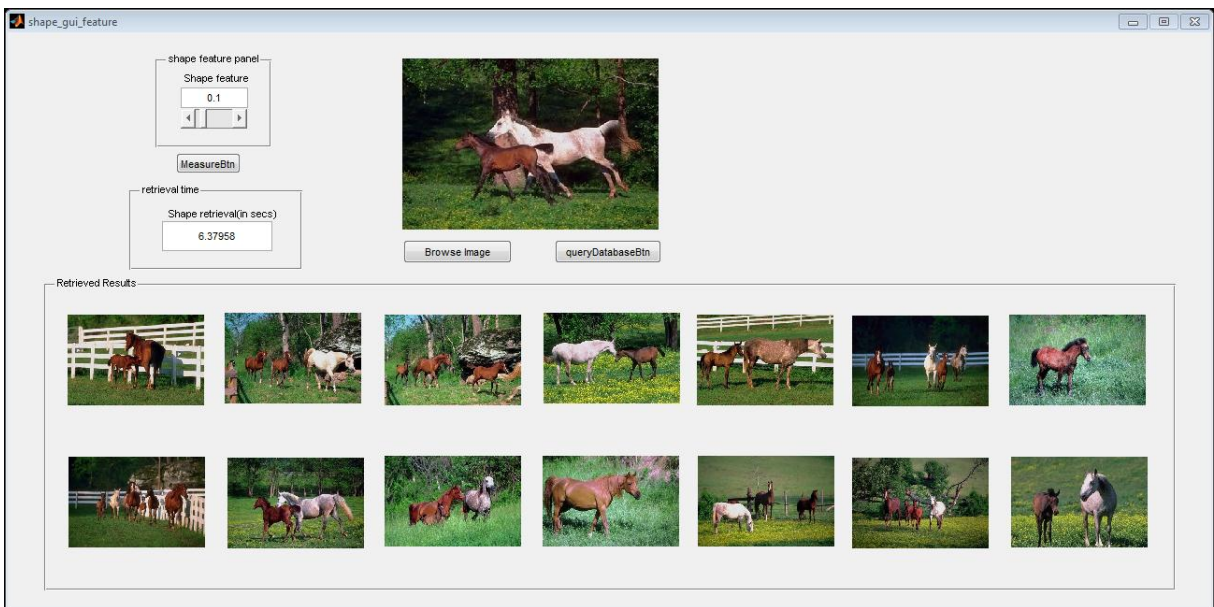 shape_gui_feature
shape feature panel
Shape feature
0.1
MeasureBtn
retrieval time
Shape retrieval(in secs)
6.37958
Browse Image
queryDatabaseBtn
Retrieved Results